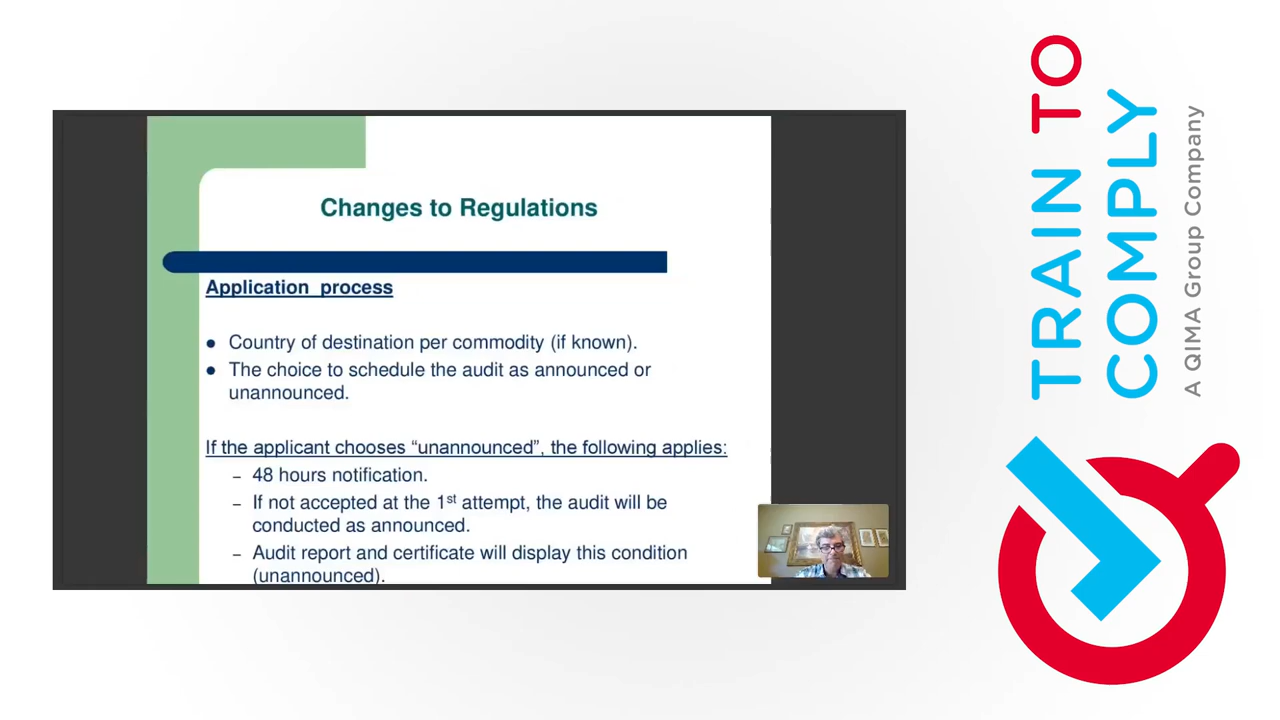 Changes to Regulations
Application process
● Country of destination per commodity (if known).
● The choice to schedule the audit as announced or
unannounced.
If the applicant chooses “unannounced”, the following applies:
– 48 hours notification.
– If not accepted at the 1st attempt, the audit will be
conducted as announced.
– Audit report and certificate will display this condition
(unannounced).
TRAIN TO
COMPLY
A QIMA Group Company